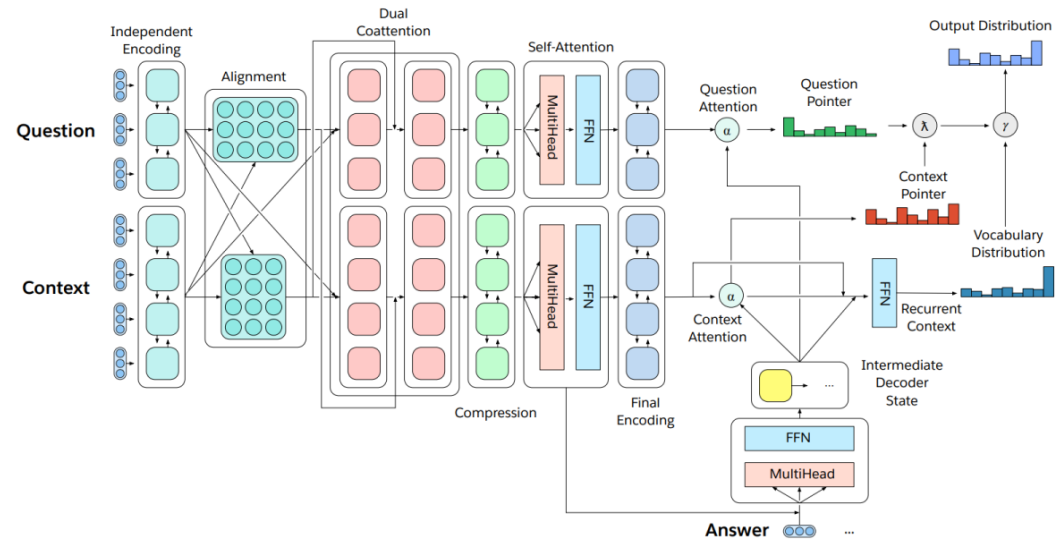 Independent
Encoding
Alignment
Dual
Coattention
Self-Attention
Output Distribution
Question
Attention
Question
Pointer
Question
MultiHead
FFN
α
ƛ
γ
Context
Pointer
Vocabulary
Distribution
Context
MultiHead
FFN
α
FFN
Context
Attention
Recurrent
Context
Compression
Final
Encoding
...
Intermediate
Decoder
State
FFN
MultiHead
Answer
...